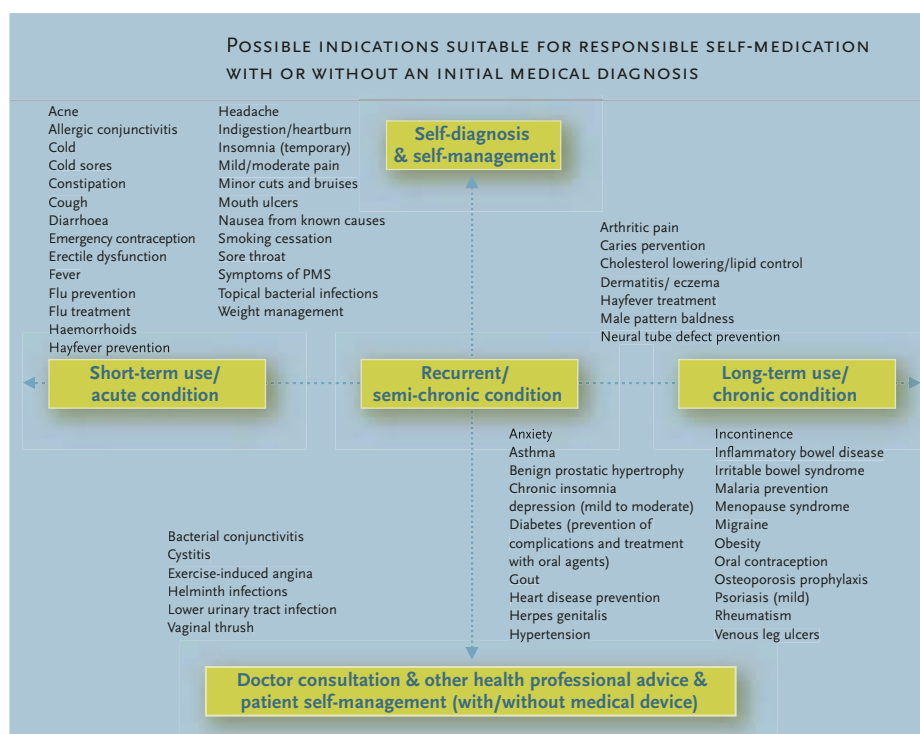 POSSIBLE INDICATIONS SUITABLE FOR RESPONSIBLE SELF-MEDICATION
WITH OR WITHOUT AN INITIAL MEDICAL DIAGNOSIS
Acne
Allergic conjunctivitis
Cold
Cold sores
Constipation
Cough
Diarrhoea
Emergency contraception
Erectile dysfunction
Fever
Flu prevention
Flu treatment
Haemorrhoids
Hayfever prevention
Headache
Indigestion/heartburn
Insomnia (temporary)
Mild/moderate pain
Minor cuts and bruises
Mouth ulcers
Nausea from known causes
Smoking cessation
Sore throat
Symptoms of PMS
Topical bacterial infections
Weight management
Self-diagnosis
& self-management
Arthritic pain
Caries pervention
Cholesterol lowering/lipid control
Dermatitis/ eczema
Hayfever treatment
Male pattern baldness
Neural tube defect prevention
Short-term use/
acute condition
Recurrent/
semi-chronic condition
Long-term use/
chronic condition
Bacterial conjunctivitis
Cystitis
Exercise-induced angina
Helminth infections
Lower urinary tract infection
Vaginal thrush
Anxiety
Asthma
Benign prostatic hypertrophy
Chronic insomnia
depression (mild to moderate)
Diabetes (prevention of
complications and treatment
with oral agents)
Gout
Heart disease prevention
Herpes genitalis
Hypertension
Incontinence
Inflammatory bowel disease
Irritable bowel syndrome
Malaria prevention
Menopause syndrome
Migraine
Obesity
Oral contraception
Osteoporosis prophylaxis
Psoriasis (mild)
Rheumatism
Venous leg ulcers
Doctor consultation & other health professional advice &
patient self-management (with/without medical device)